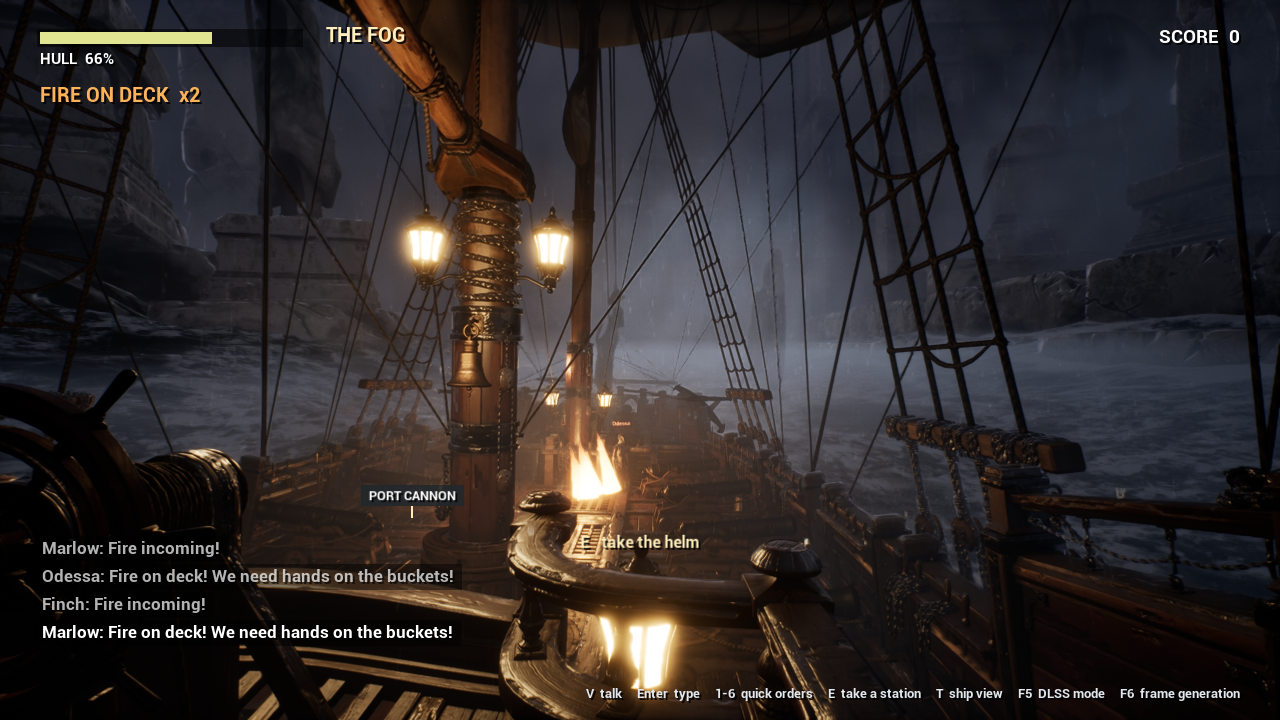 THE FOG
SCORE 0
HULL 66%
FIRE ON DECK x2
Odessa
PORT CANNON
E take the helm
Marlow: Fire incoming!
Odessa: Fire on deck! We need hands on the buckets!
Finch: Fire incoming!
Marlow: Fire on deck! We need hands on the buckets!
V talk Enter type 1-6 quick orders E take a station T ship view F5 DLSS mode F6 frame generation